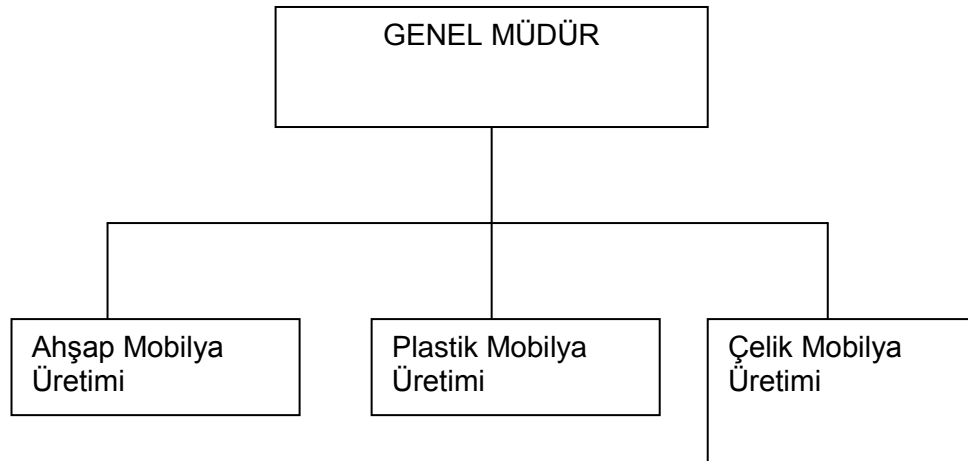 GENEL MÜDÜR
Ahşap Mobilya
Üretimi
Plastik Mobilya
Üretimi
Çelik Mobilya
Üretimi